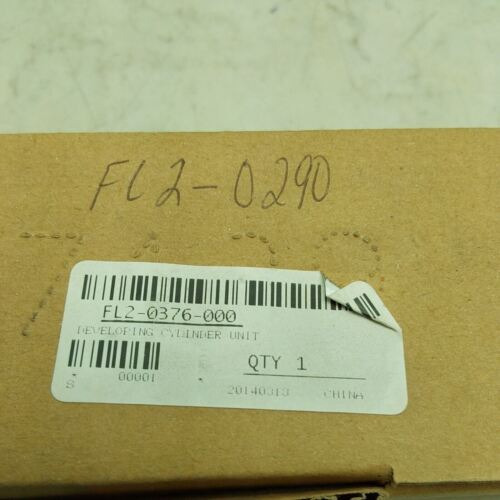 FL2-0290
FL2-0376-000
DEVELOPING CYLINDER UNIT
QTY 1
S 00001 20140313 CHINA